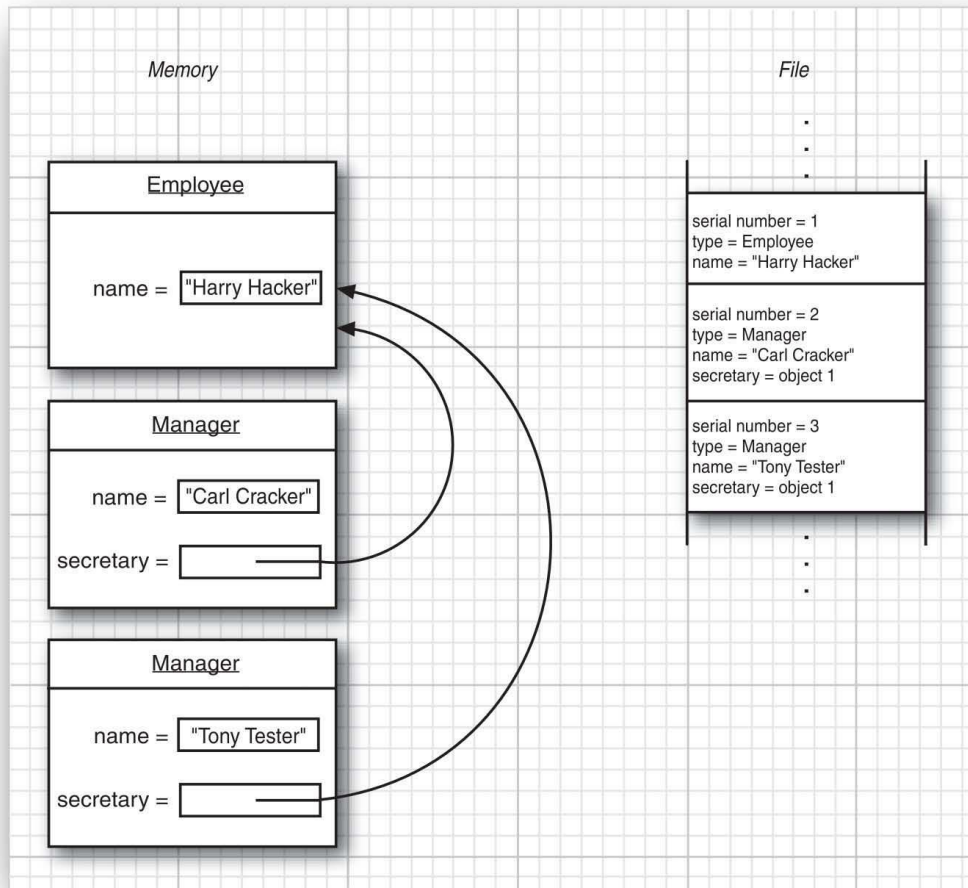 Memory
File
Employee
name = "Harry Hacker"
Manager
name = "Carl Cracker"
secretary =
Manager
name = "Tony Tester"
secretary =
serial number = 1
type = Employee
name = "Harry Hacker"
serial number = 2
type = Manager
name = "Carl Cracker"
secretary = object 1
serial number = 3
type = Manager
name = "Tony Tester"
secretary = object 1